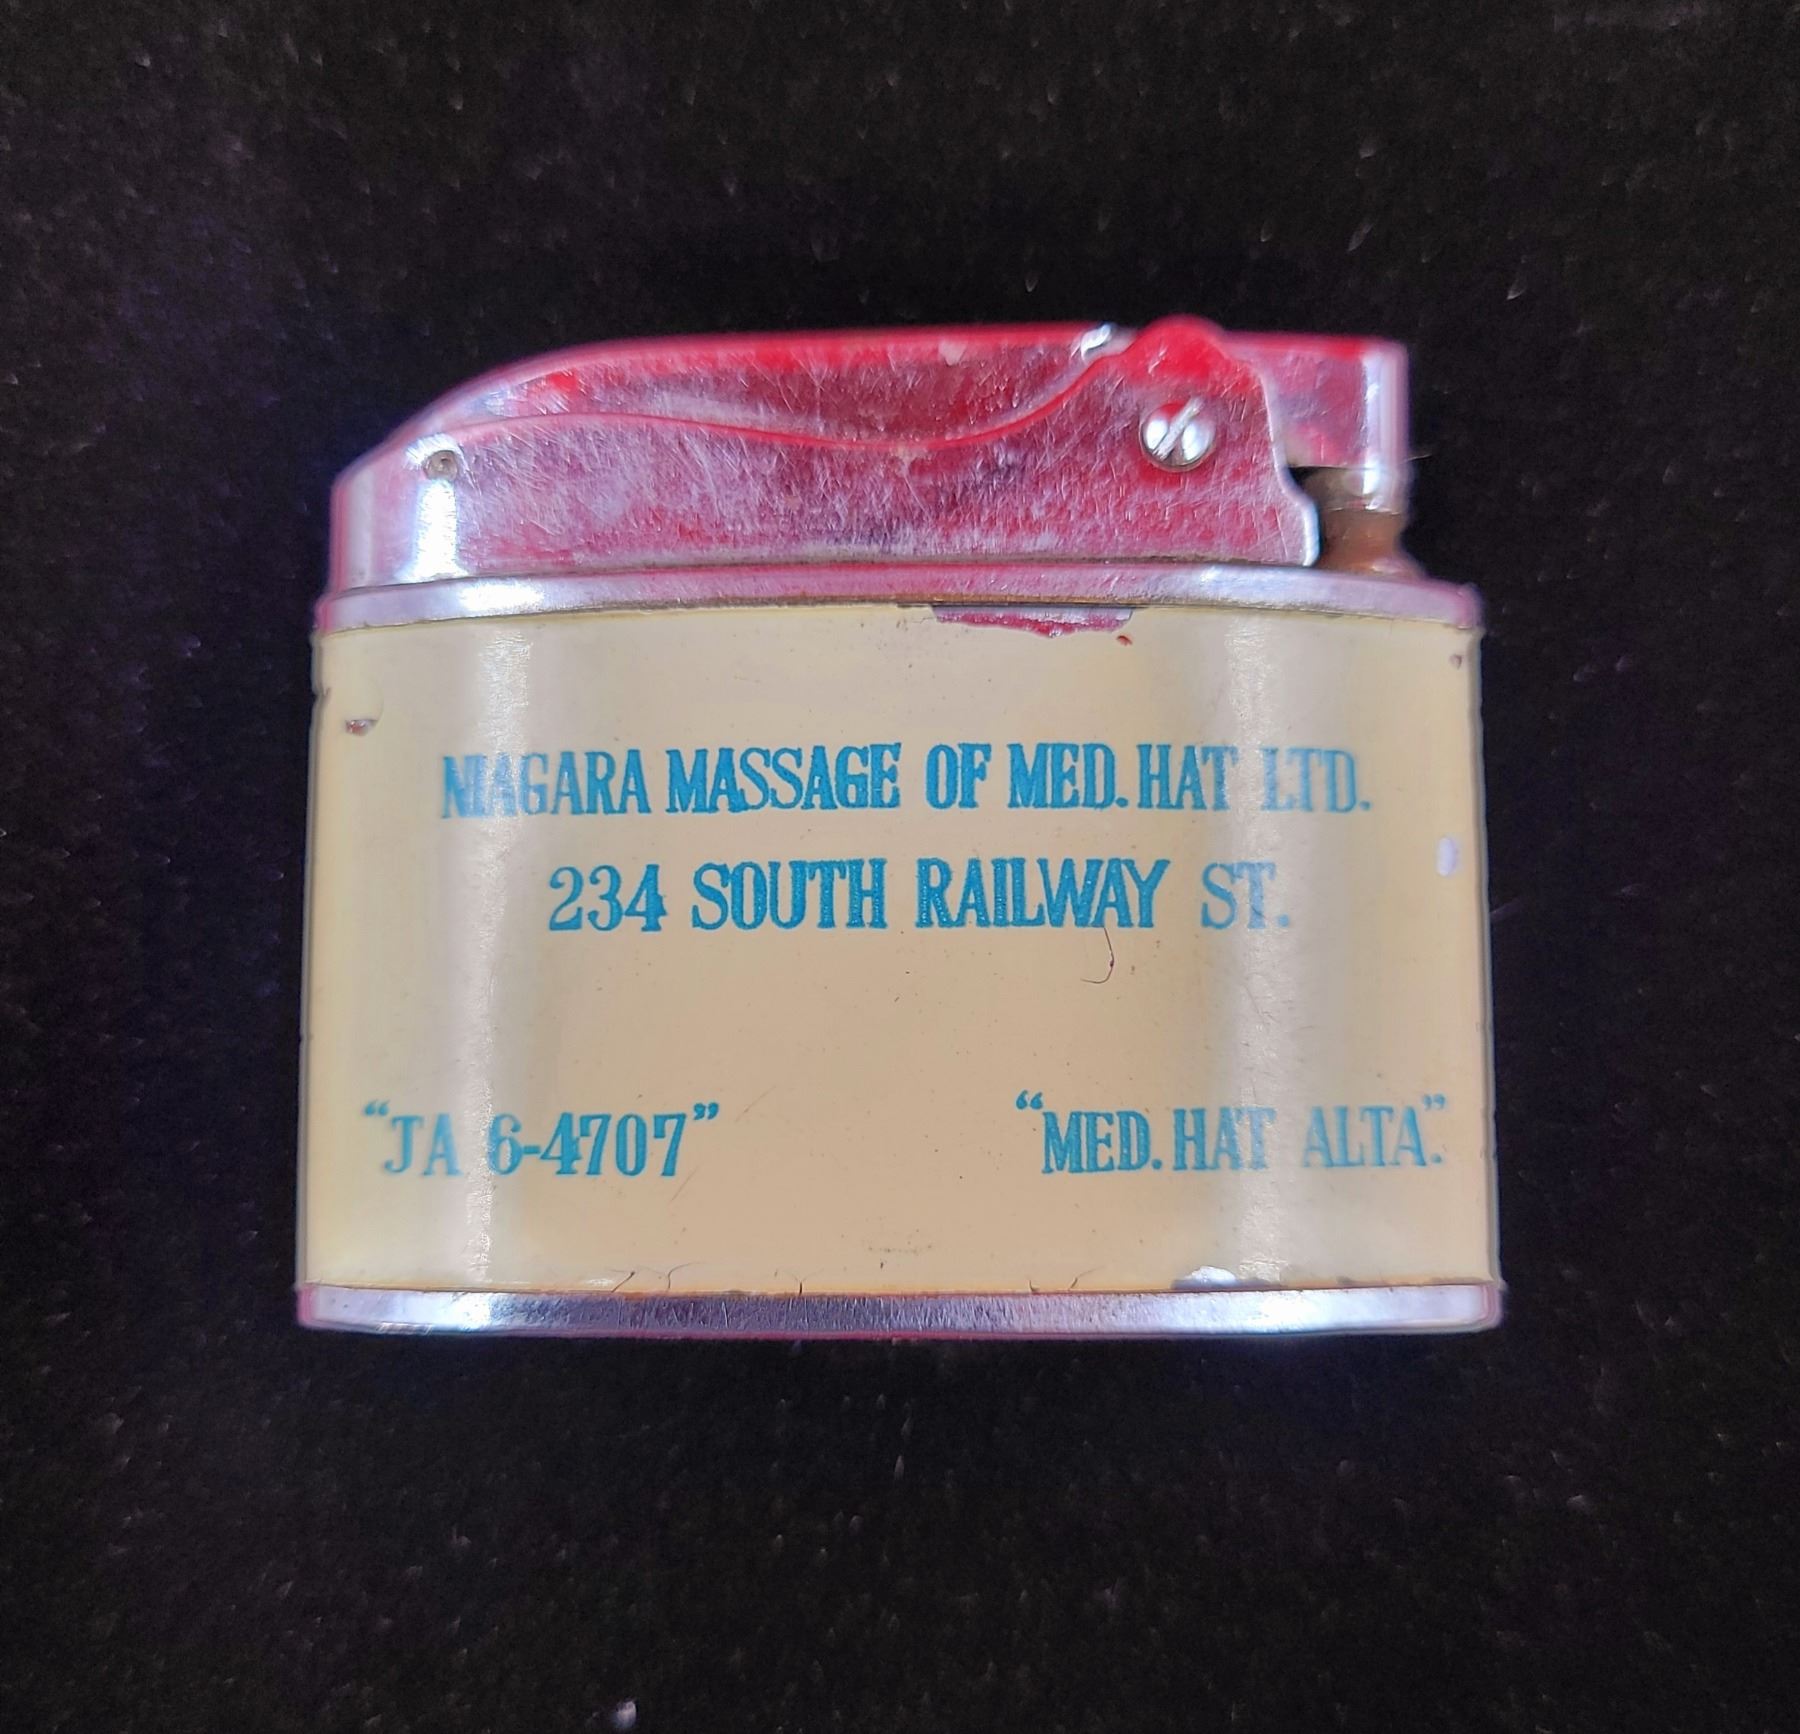 NIAGARA MASSAGE OF MED. HAT LTD.
234 SOUTH RAILWAY ST.
“JA 6-4707” “MED. HAT ALTA.”